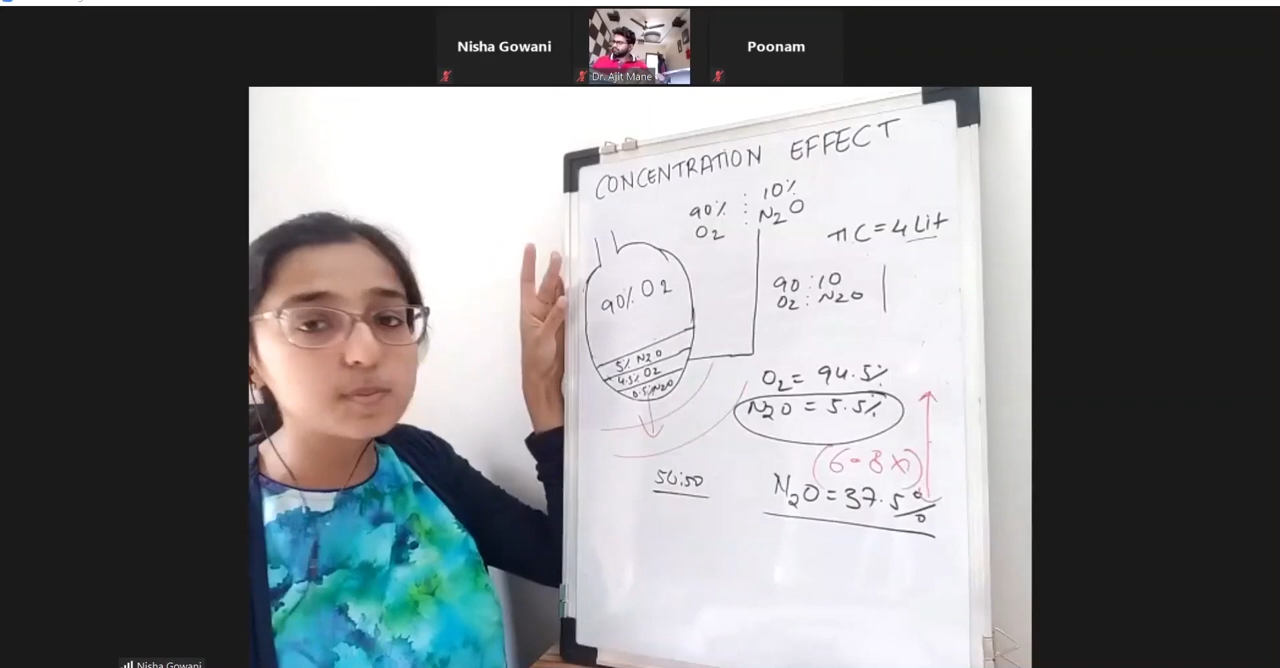 Nisha Gowani
Dr. Ajit Mane
Poonam
CONCENTRATION EFFECT
90% : 10%
O2 : N2O
= 4 Lit
90% O2
90 : 10
O2 : N2O
5% N2O
4.5% O2
0.5% N2O
O2 = 94.5%
N2O = 5.5%
(6-8 x)
50:50
N2O = 37.5%
Nisha Gowani